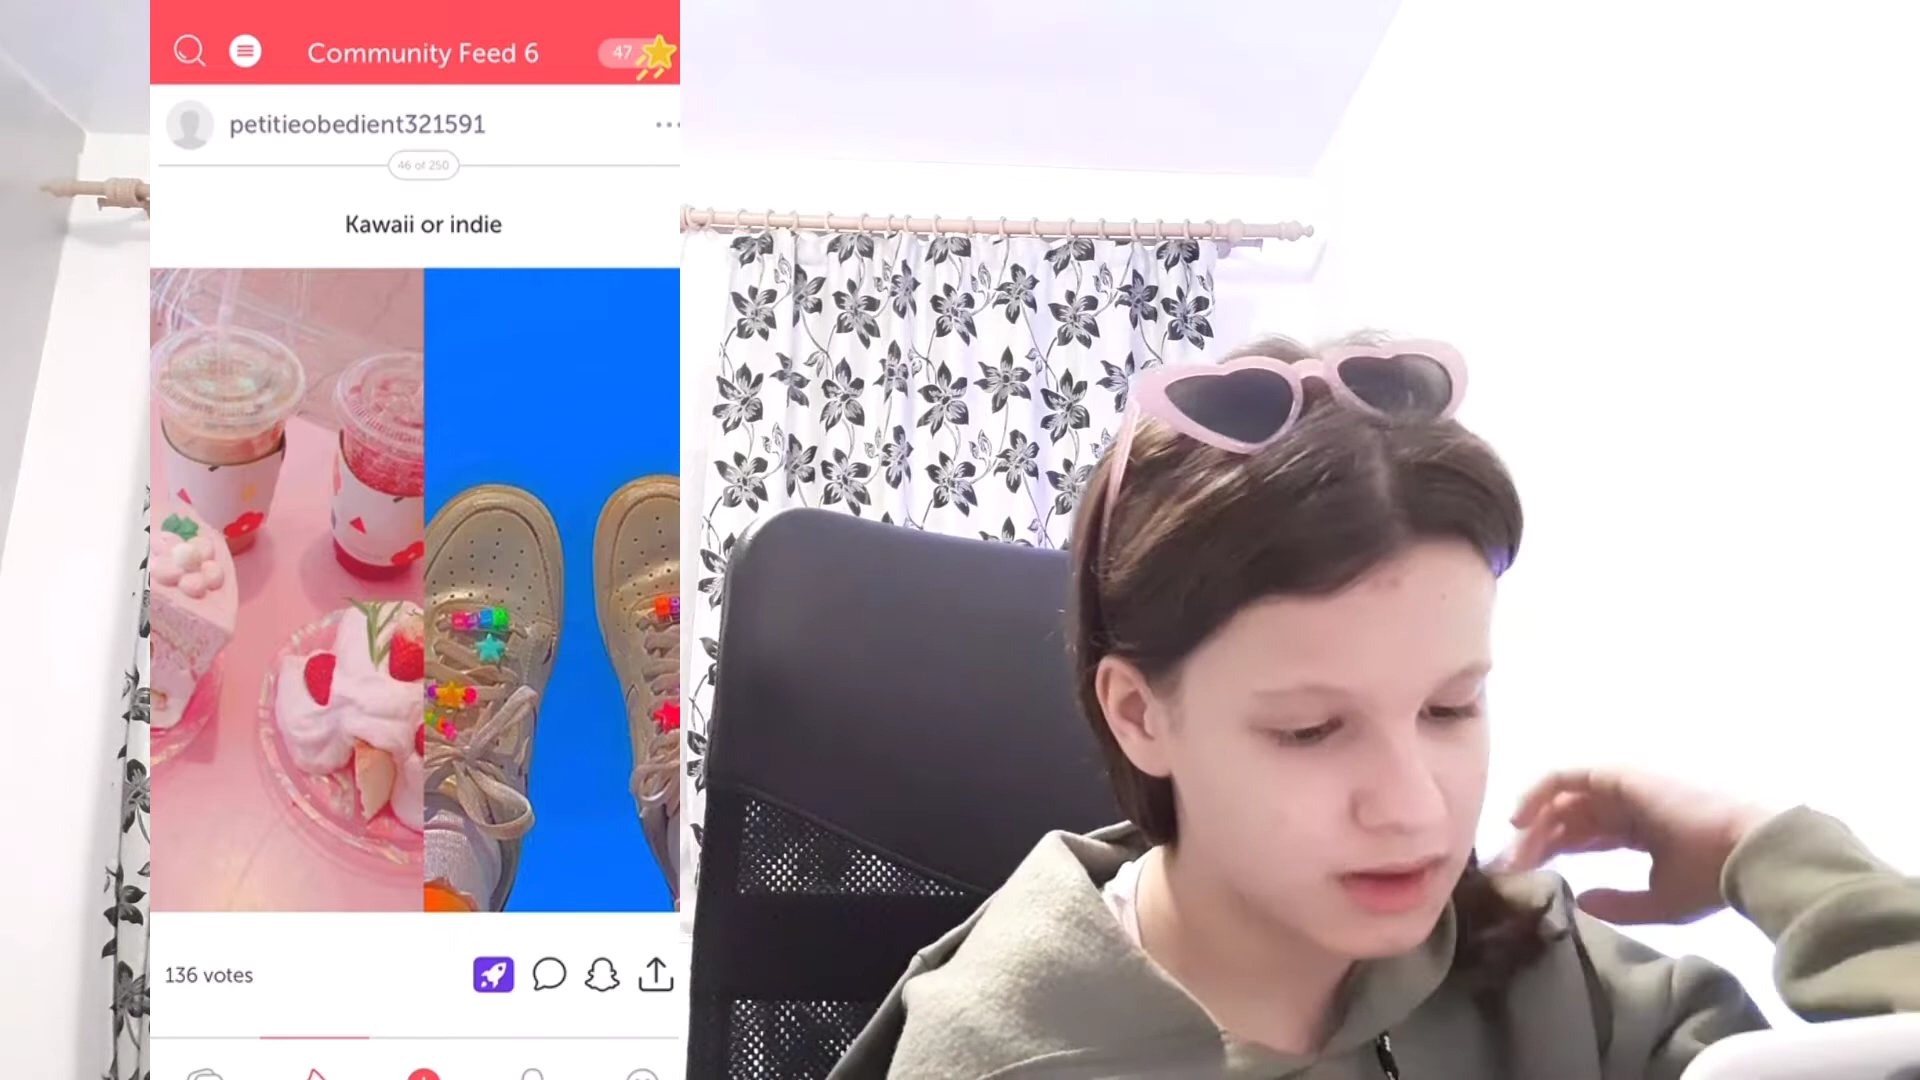 Community Feed 6
47
petitieobedient321591
46 of 250
Kawaii or indie
136 votes